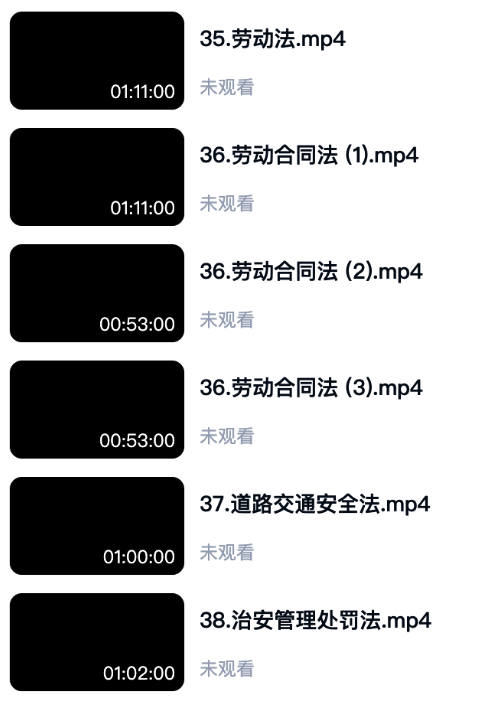 35.劳动法.mp4
01:11:00
未观看
36.劳动合同法 (1).mp4
01:11:00
未观看
36.劳动合同法 (2).mp4
00:53:00
未观看
36.劳动合同法 (3).mp4
00:53:00
未观看
37.道路交通安全法.mp4
01:00:00
未观看
38.治安管理处罚法.mp4
01:02:00
未观看